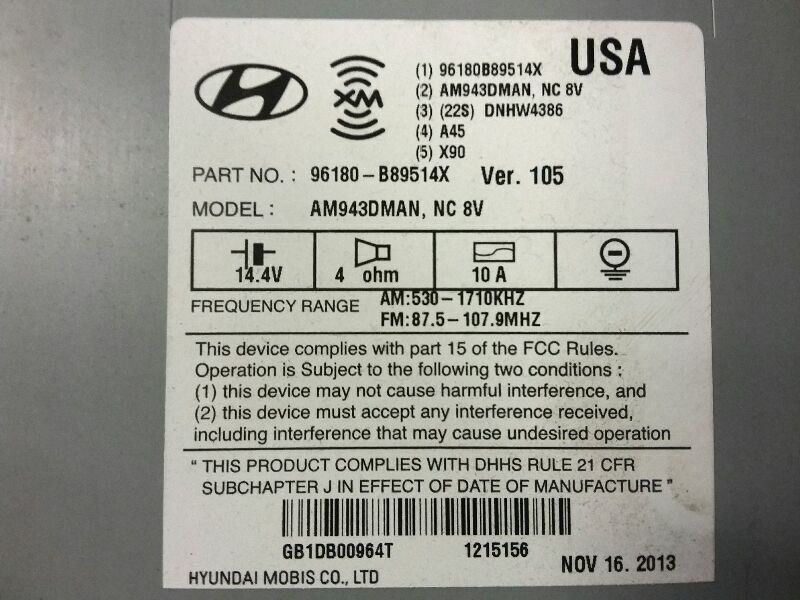 USA
XM
(1) 96180B89514X
(2) AM943DMAN, NC 8V
(3) (22S) DNHW4386
(4) A45
(5) X90
PART NO. : 96180-B89514X Ver. 105
MODEL : AM943DMAN, NC 8V
14.4V 4 ohm 10 A
FREQUENCY RANGE AM:530-1710KHZ
FM:87.5-107.9MHZ
This device complies with part 15 of the FCC Rules.
Operation is Subject to the following two conditions :
(1) this device may not cause harmful interference, and
(2) this device must accept any interference received,
including interference that may cause undesired operation
" THIS PRODUCT COMPLIES WITH DHHS RULE 21 CFR
SUBCHAPTER J IN EFFECT OF DATE OF MANUFACTURE "
GB1DB00964T 1215156
NOV 16. 2013
HYUNDAI MOBIS CO., LTD